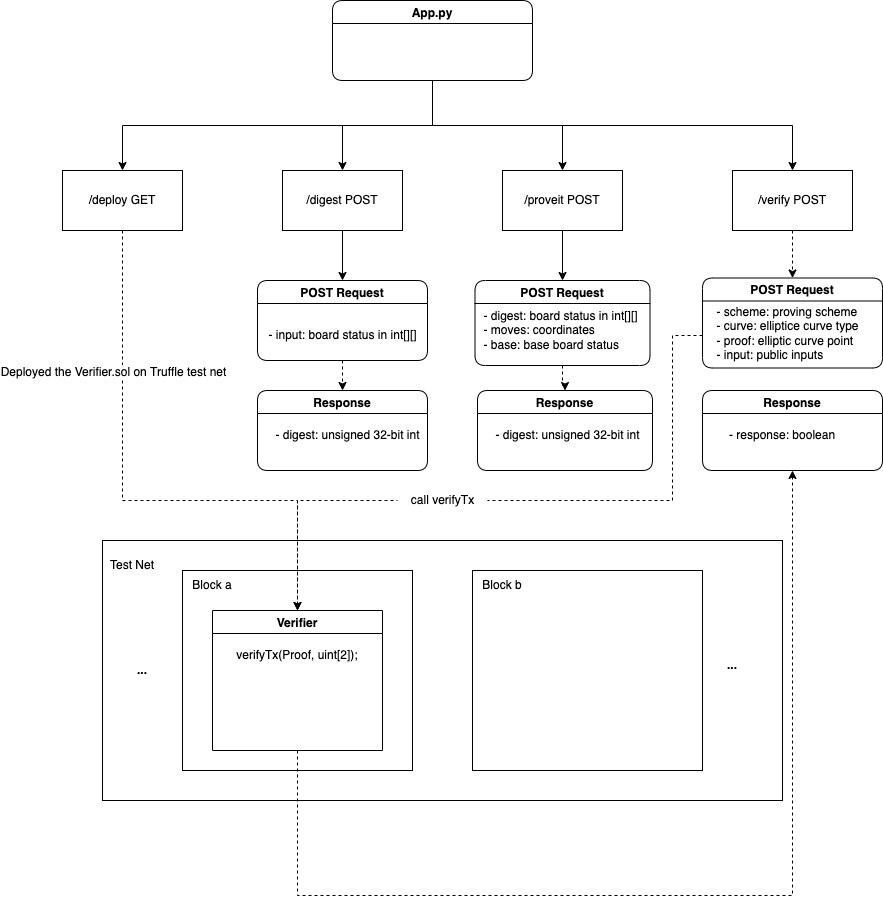 App.py
/deploy GET
/digest POST
/proveit POST
/verify POST
POST Request
- input: board status in int[][]
POST Request
- digest: board status in int[][]
- moves: coordinates
- base: base board status
POST Request
- scheme: proving scheme
- curve: elliptice curve type
- proof: elliptic curve point
- input: public inputs
Deployed the Verifier.sol on Truffle test net
Response
- digest: unsigned 32-bit int
Response
- digest: unsigned 32-bit int
Response
- response: boolean
call verifyTx
Test Net
Block a
Block b
Verifier
verifyTx(Proof, uint[2]);
...
...